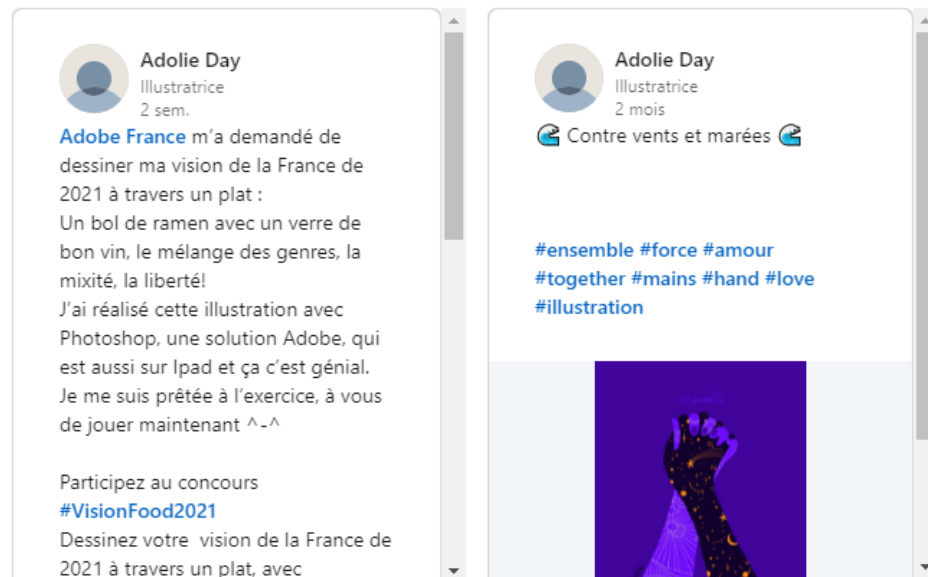 Adolie Day
Illustratrice
2 sem.
Adobe France m'a demandé de
dessiner ma vision de la France de
2021 à travers un plat :
Un bol de ramen avec un verre de
bon vin, le mélange des genres, la
mixité, la liberté!
J'ai réalisé cette illustration avec
Photoshop, une solution Adobe, qui
est aussi sur Ipad et ça c'est génial.
Je me suis prêtée à l'exercice, à vous
de jouer maintenant ^-^
Participez au concours
#VisionFood2021
Dessinez votre vision de la France de
2021 à travers un plat, avec
Adolie Day
Illustratrice
2 mois
🌊 Contre vents et marées 🌊
#ensemble #force #amour
#together #mains #hand #love
#illustration